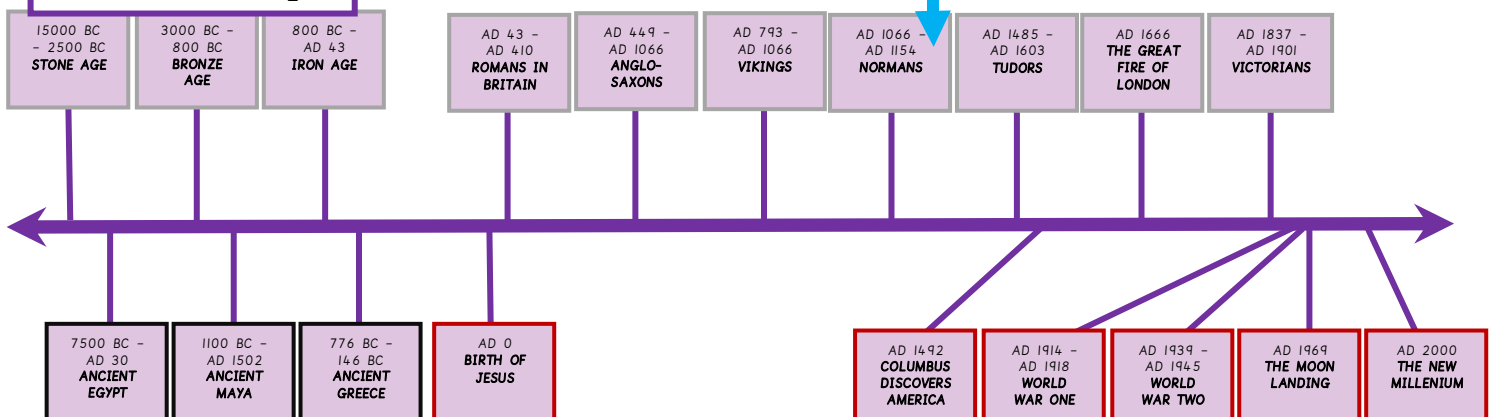 15000 BC
– 2500 BC
STONE AGE
3000 BC –
800 BC
BRONZE
AGE
800 BC –
AD 43
IRON AGE
AD 43 –
AD 410
ROMANS IN
BRITAIN
AD 449 –
AD 1066
ANGLO-
SAXONS
AD 793 –
AD 1066
VIKINGS
AD 1066 –
AD 1154
NORMANS
AD 1485 –
AD 1603
TUDORS
AD 1666
THE GREAT
FIRE OF
LONDON
AD 1837 –
AD 1901
VICTORIANS
7500 BC –
AD 30
ANCIENT
EGYPT
1100 BC –
AD 1502
ANCIENT
MAYA
776 BC –
146 BC
ANCIENT
GREECE
AD 0
BIRTH OF
JESUS
AD 1492
COLUMBUS
DISCOVERS
AMERICA
AD 1914 –
AD 1918
WORLD
WAR ONE
AD 1939 –
AD 1945
WORLD
WAR TWO
AD 1969
THE MOON
LANDING
AD 2000
THE NEW
MILLENIUM